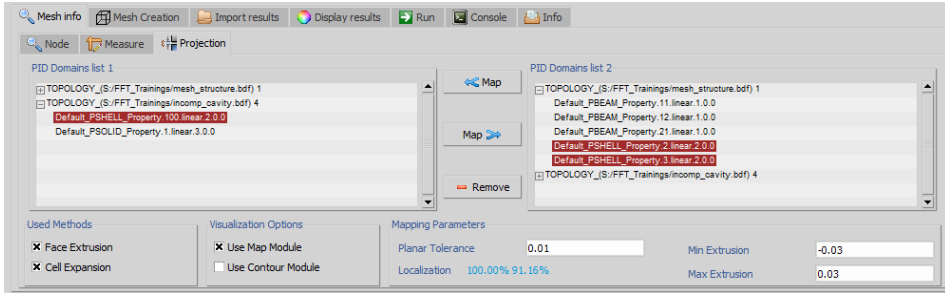 Mesh info Mesh Creation Import results Display results Run Console Info
Node Measure Projection
PID Domains list 1
TOPOLOGY_(S:/FFT_Trainings/mesh_structure.bdf) 1
TOPOLOGY_(S:/FFT_Trainings/incomp_cavity.bdf) 4
Default_PSHELL_Property.100.linear.2.0.0
Default_PSOLID_Property.1.linear.3.0.0
Map
Map
Remove
PID Domains list 2
TOPOLOGY_(S:/FFT_Trainings/mesh_structure.bdf) 1
Default_PBEAM_Property.11.linear.1.0.0
Default_PBEAM_Property.12.linear.1.0.0
Default_PBEAM_Property.21.linear.1.0.0
Default_PSHELL_Property.2.linear.2.0.0
Default_PSHELL_Property.3.linear.2.0.0
TOPOLOGY_(S:/FFT_Trainings/incomp_cavity.bdf) 4
Used Methods
Face Extrusion
Cell Expansion
Visualization Options
Use Map Module
Use Contour Module
Mapping Parameters
Planar Tolerance 0.01 Min Extrusion -0.03
Localization 100.00% 91.16% Max Extrusion 0.03